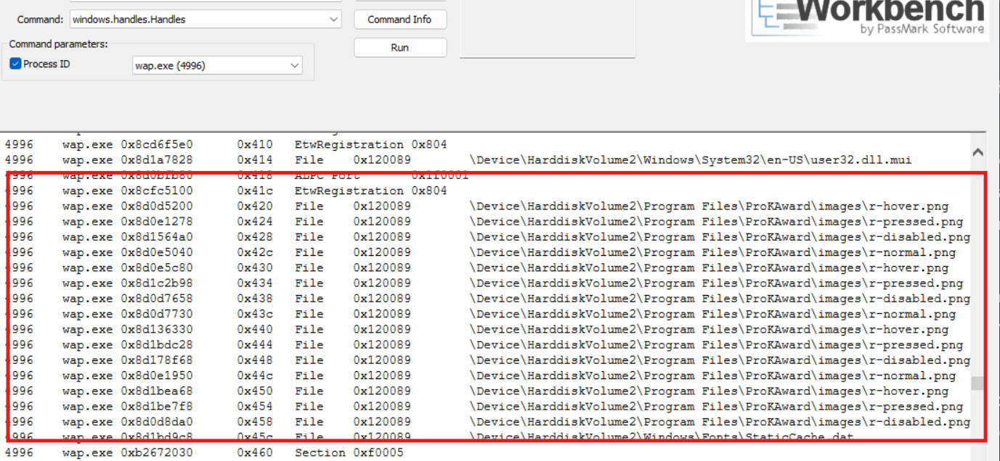 Command: windows.handles.Handles Command Info
Workbench
by PassMark Software
Command parameters:
Run
Process ID wap.exe (4996)
4996 wap.exe 0x8cd6f5e0 0x410 EtwRegistration 0x804
4996 wap.exe 0x8d1a7828 0x414 File 0x120089 \Device\HarddiskVolume2\Windows\System32\en-US\user32.dll.mui
4996 wap.exe 0x8d0bfb80 0x418 ALPC Port 0x1f0001
4996 wap.exe 0x8cfc5100 0x41c EtwRegistration 0x804
4996 wap.exe 0x8d0d5200 0x420 File 0x120089 \Device\HarddiskVolume2\Program Files\ProKAward\images\r-hover.png
4996 wap.exe 0x8d0e1278 0x424 File 0x120089 \Device\HarddiskVolume2\Program Files\ProKAward\images\r-pressed.png
4996 wap.exe 0x8d1564a0 0x428 File 0x120089 \Device\HarddiskVolume2\Program Files\ProKAward\images\r-disabled.png
4996 wap.exe 0x8d0e5040 0x42c File 0x120089 \Device\HarddiskVolume2\Program Files\ProKAward\images\r-normal.png
4996 wap.exe 0x8d0e5c80 0x430 File 0x120089 \Device\HarddiskVolume2\Program Files\ProKAward\images\r-hover.png
4996 wap.exe 0x8d1c2b98 0x434 File 0x120089 \Device\HarddiskVolume2\Program Files\ProKAward\images\r-pressed.png
4996 wap.exe 0x8d0d7658 0x438 File 0x120089 \Device\HarddiskVolume2\Program Files\ProKAward\images\r-disabled.png
4996 wap.exe 0x8d0d7730 0x43c File 0x120089 \Device\HarddiskVolume2\Program Files\ProKAward\images\r-normal.png
4996 wap.exe 0x8d136330 0x440 File 0x120089 \Device\HarddiskVolume2\Program Files\ProKAward\images\r-hover.png
4996 wap.exe 0x8d1bdc28 0x444 File 0x120089 \Device\HarddiskVolume2\Program Files\ProKAward\images\r-pressed.png
4996 wap.exe 0x8d178f68 0x448 File 0x120089 \Device\HarddiskVolume2\Program Files\ProKAward\images\r-disabled.png
4996 wap.exe 0x8d0e1950 0x44c File 0x120089 \Device\HarddiskVolume2\Program Files\ProKAward\images\r-normal.png
4996 wap.exe 0x8d1bea68 0x450 File 0x120089 \Device\HarddiskVolume2\Program Files\ProKAward\images\r-hover.png
4996 wap.exe 0x8d1be7f8 0x454 File 0x120089 \Device\HarddiskVolume2\Program Files\ProKAward\images\r-pressed.png
4996 wap.exe 0x8d0d8da0 0x458 File 0x120089 \Device\HarddiskVolume2\Program Files\ProKAward\images\r-disabled.png
4996 wap.exe 0x8d1bd9c8 0x45c File 0x120089 \Device\HarddiskVolume2\Windows\Fonts\StaticCache.dat
4996 wap.exe 0xb2672030 0x460 Section 0xf0005